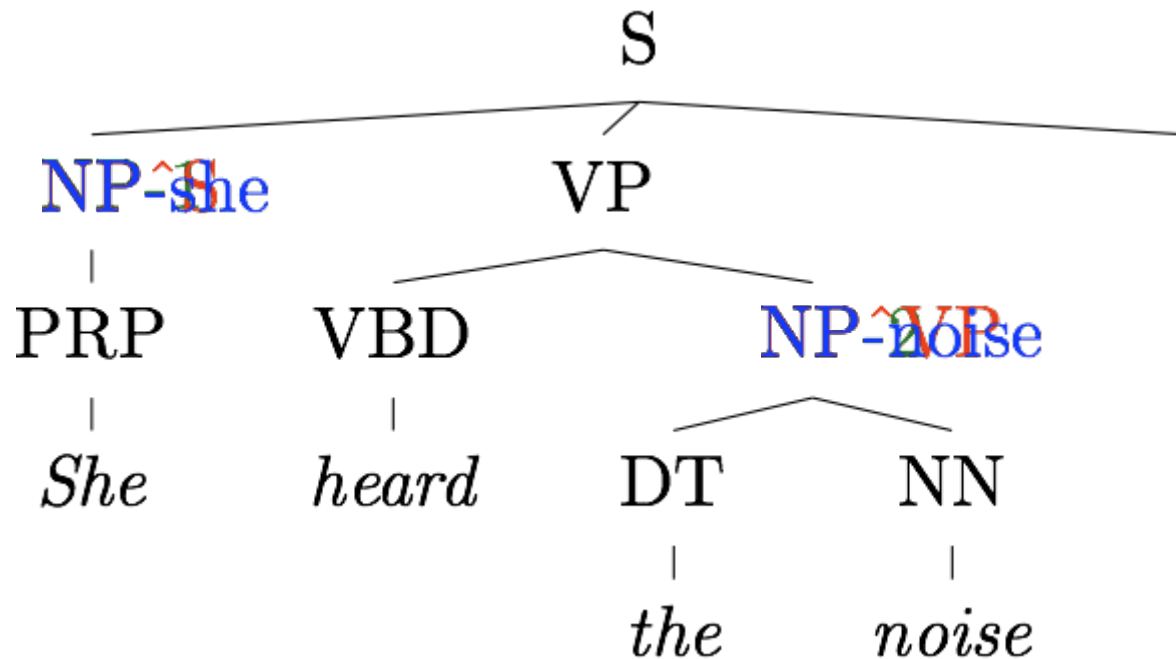 S
NP-she VP
PRP VBD NP-noise
She heard DT NN
the noise